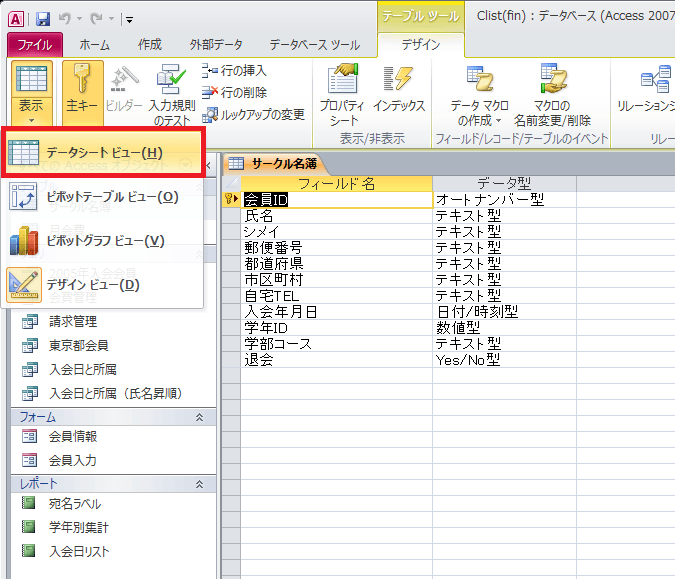 テーブル ツール
Clist(fin) : データベース (Access 2007
ファイル
ホーム
作成
外部データ
データベース ツール
デザイン
表示
主キー
ビルダー
入力規則
のテスト
行の挿入
行の削除
ルックアップの変更
プロパティ
シート
インデックス
表示/非表示
データ マクロ
の作成
マクロの
名前変更/削除
フィールド/レコード/テーブルのイベント
リレーションシ
リレー
データシート ビュー(H)
ピボットテーブル ビュー(O)
ピボットグラフ ビュー(V)
2005年入会会員
デザイン ビュー(D)
会費管理
請求管理
東京都会員
入会日と所属
入会日と所属（氏名昇順）
フォーム
会員情報
会員入力
レポート
宛名ラベル
学年別集計
入会日リスト
サークル名簿
フィールド名 データ型
会員ID オートナンバー型
氏名 テキスト型
シメイ テキスト型
郵便番号 テキスト型
都道府県 テキスト型
市区町村 テキスト型
自宅TEL テキスト型
入会年月日 日付/時刻型
学年ID 数値型
学部コース テキスト型
退会 Yes/No型